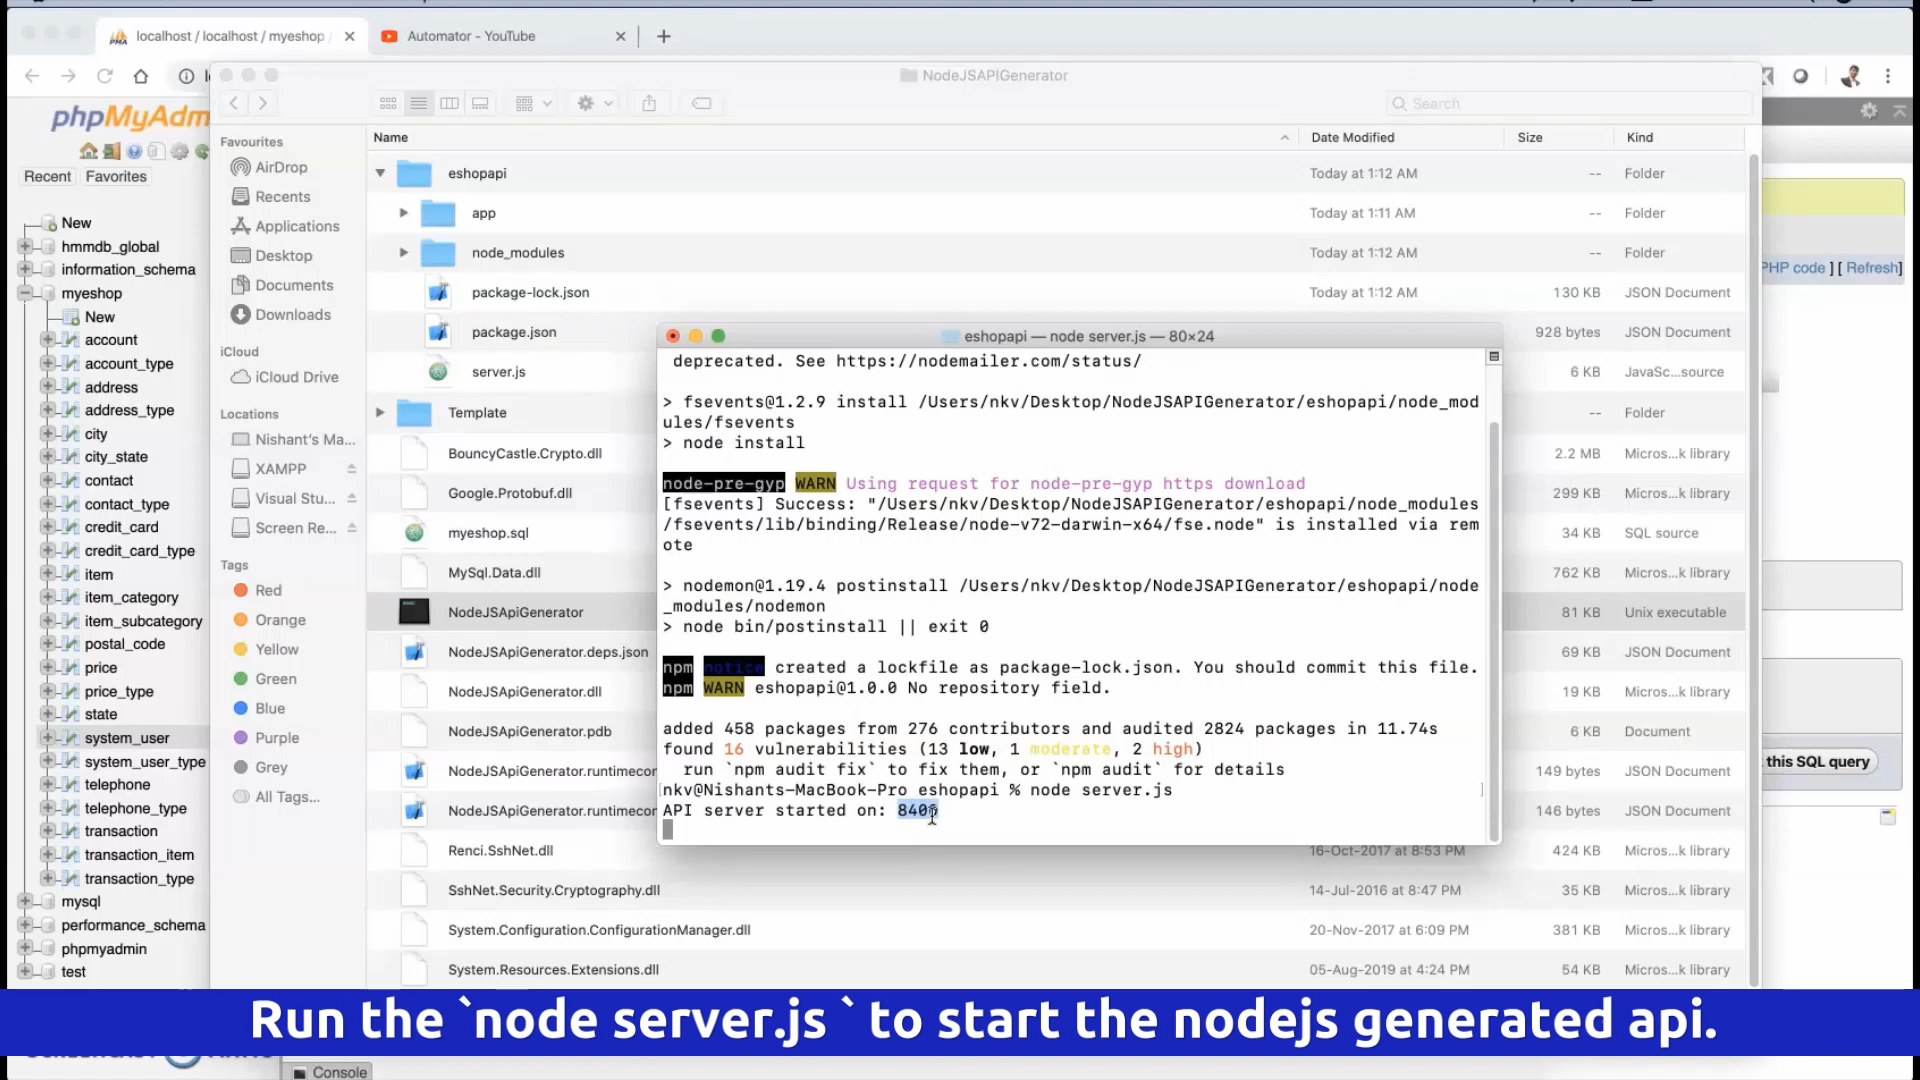 localhost / localhost / myeshop
Automator - YouTube
NodeJSAPIGenerator
Search
phpMyAdm
Recent
Favorites
New
hmmdb_global
information_schema
myeshop
New
account
account_type
address
address_type
city
city_state
contact
contact_type
credit_card
credit_card_type
item
item_category
item_subcategory
postal_code
price
price_type
state
system_user
system_user_type
telephone
telephone_type
transaction
transaction_item
transaction_type
mysql
performance_schema
phpmyadmin
test
Favourites
AirDrop
Recents
Applications
Desktop
Documents
Downloads
iCloud
iCloud Drive
Locations
Nishant's Ma...
XAMPP
Visual Stu...
Screen Re...
Tags
Red
Orange
Yellow
Green
Blue
Purple
Grey
All Tags...
Name Date Modified Size Kind
eshopapi Today at 1:12 AM -- Folder
app Today at 1:11 AM -- Folder
node_modules Today at 1:12 AM -- Folder
package-lock.json Today at 1:12 AM 130 KB JSON Document
package.json 928 bytes JSON Document
server.js 6 KB JavaSc...source
Template -- Folder
BouncyCastle.Crypto.dll 2.2 MB Micros...k library
Google.Protobuf.dll 299 KB Micros...k library
myeshop.sql 34 KB SQL source
MySql.Data.dll 762 KB Micros...k library
NodeJSApiGenerator 81 KB Unix executable
NodeJSApiGenerator.deps.json 69 KB JSON Document
NodeJSApiGenerator.dll 19 KB Micros...k library
NodeJSApiGenerator.pdb 6 KB Document
NodeJSApiGenerator.runtimecon 149 bytes JSON Document
NodeJSApiGenerator.runtimecon 146 bytes JSON Document
Renci.SshNet.dll 16-Oct-2017 at 8:53 PM 424 KB Micros...k library
SshNet.Security.Cryptography.dll 14-Jul-2016 at 8:47 PM 35 KB Micros...k library
System.Configuration.ConfigurationManager.dll 20-Nov-2017 at 6:09 PM 381 KB Micros...k library
System.Resources.Extensions.dll 05-Aug-2019 at 4:24 PM 54 KB Micros...k library
eshopapi — node server.js — 80×24
deprecated. See https://nodemailer.com/status/
> fsevents@1.2.9 install /Users/nkv/Desktop/NodeJSAPIGenerator/eshopapi/node_mod
ules/fsevents
> node install
node-pre-gyp WARN Using request for node-pre-gyp https download
[fsevents] Success: "/Users/nkv/Desktop/NodeJSAPIGenerator/eshopapi/node_modules
/fsevents/lib/binding/Release/node-v72-darwin-x64/fse.node" is installed via rem
ote
> nodemon@1.19.4 postinstall /Users/nkv/Desktop/NodeJSAPIGenerator/eshopapi/node
_modules/nodemon
> node bin/postinstall || exit 0
npm notice created a lockfile as package-lock.json. You should commit this file.
npm WARN eshopapi@1.0.0 No repository field.
added 458 packages from 276 contributors and audited 2824 packages in 11.74s
found 16 vulnerabilities (13 low, 1 moderate, 2 high)
run `npm audit fix` to fix them, or `npm audit` for details
[nkv@Nishants-MacBook-Pro eshopapi % node server.js ]
API server started on:
PHP code ] [ Refresh]
this SQL query
Run the `node server.js ` to start the nodejs generated api.
Console